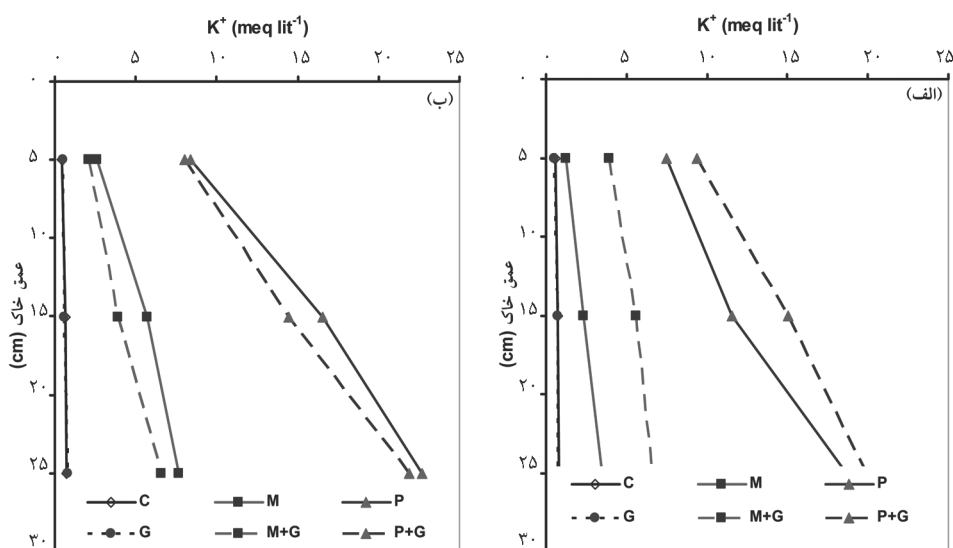 K⁺ (meq lit⁻¹)
۰ ۵ ۱۰ ۱۵ ۲۰ ۲۵
(ب)
۰
۵
۱۰
۱۵
۲۰
۲۵
۳۰
عمق خاک (cm)
C M P
G M+G P+G
K⁺ (meq lit⁻¹)
۰ ۵ ۱۰ ۱۵ ۲۰ ۲۵
(الف)
۰
۵
۱۰
۱۵
۲۰
۲۵
۳۰
عمق خاک (cm)
C M P
G M+G P+G